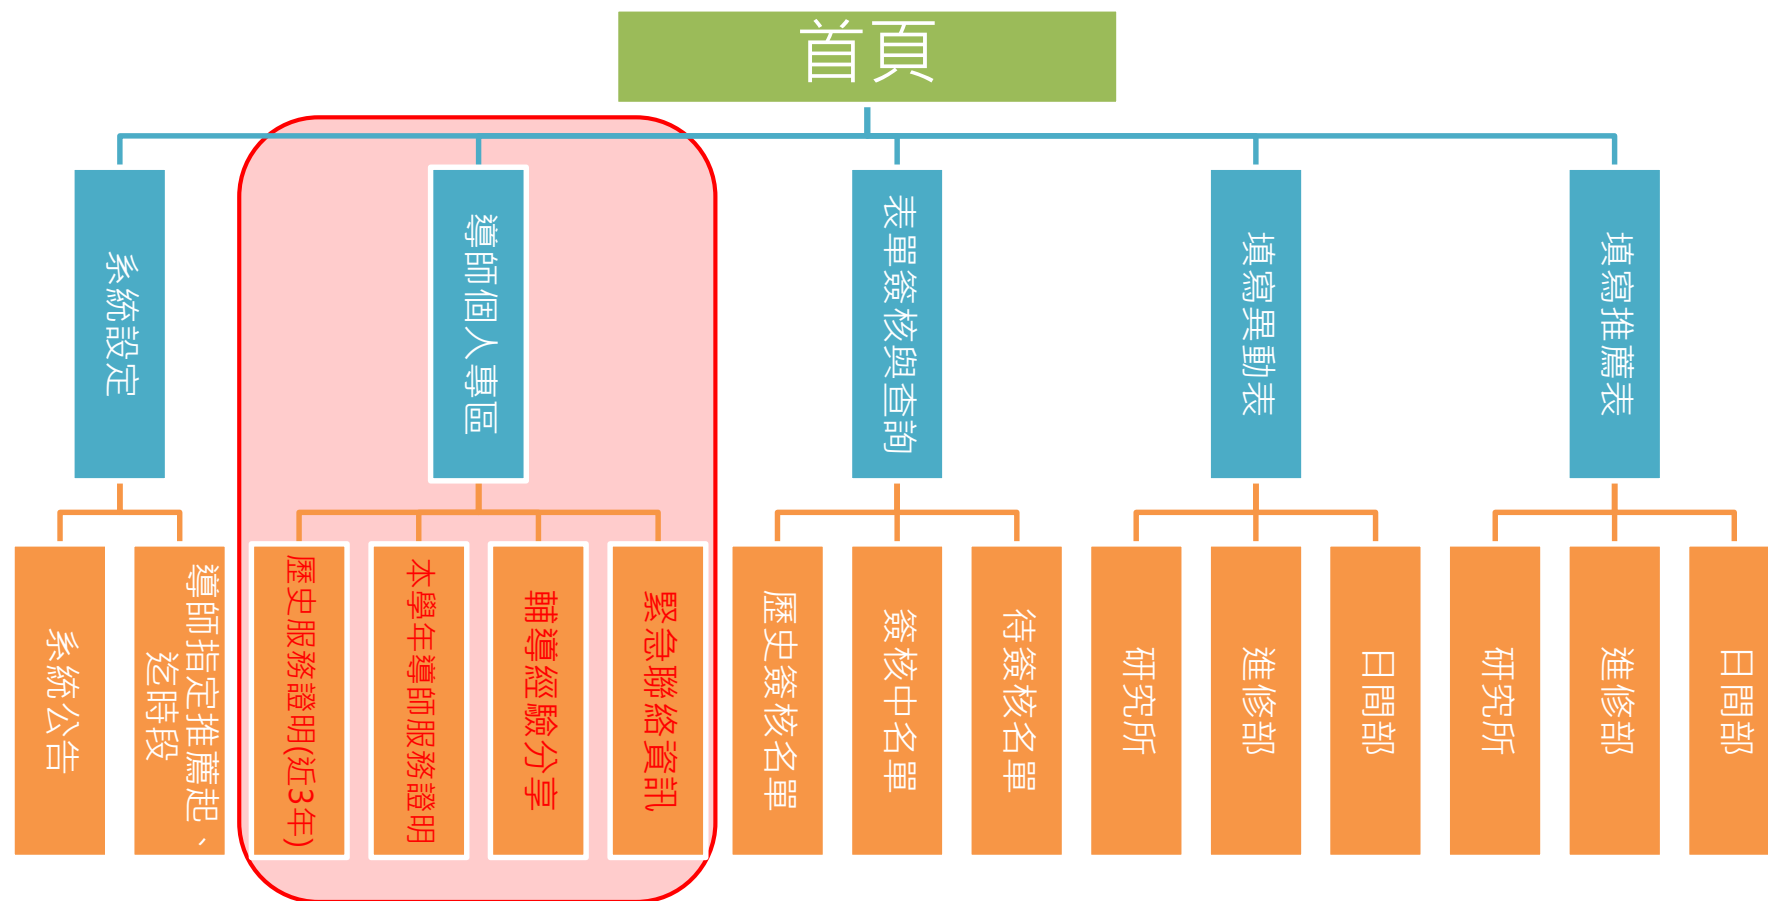 首頁
系統設定
導師個人專區
表單簽核與查詢
填寫異動表
填寫推薦表
系統公告
導師指定推薦起、
迄時段
歷史服務證明(近3年)
本學年導師服務證明
輔導經驗分享
緊急聯絡資訊
歷史簽核名單
簽核中名單
待簽核名單
研究所
進修部
日間部
研究所
進修部
日間部